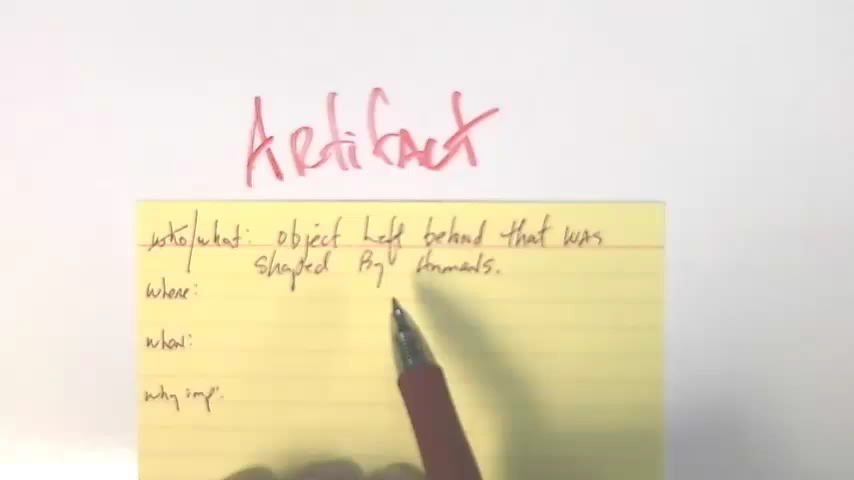 Artifact
who/what: object left behind that was
shaped By Humans.
where:
when:
why imp: